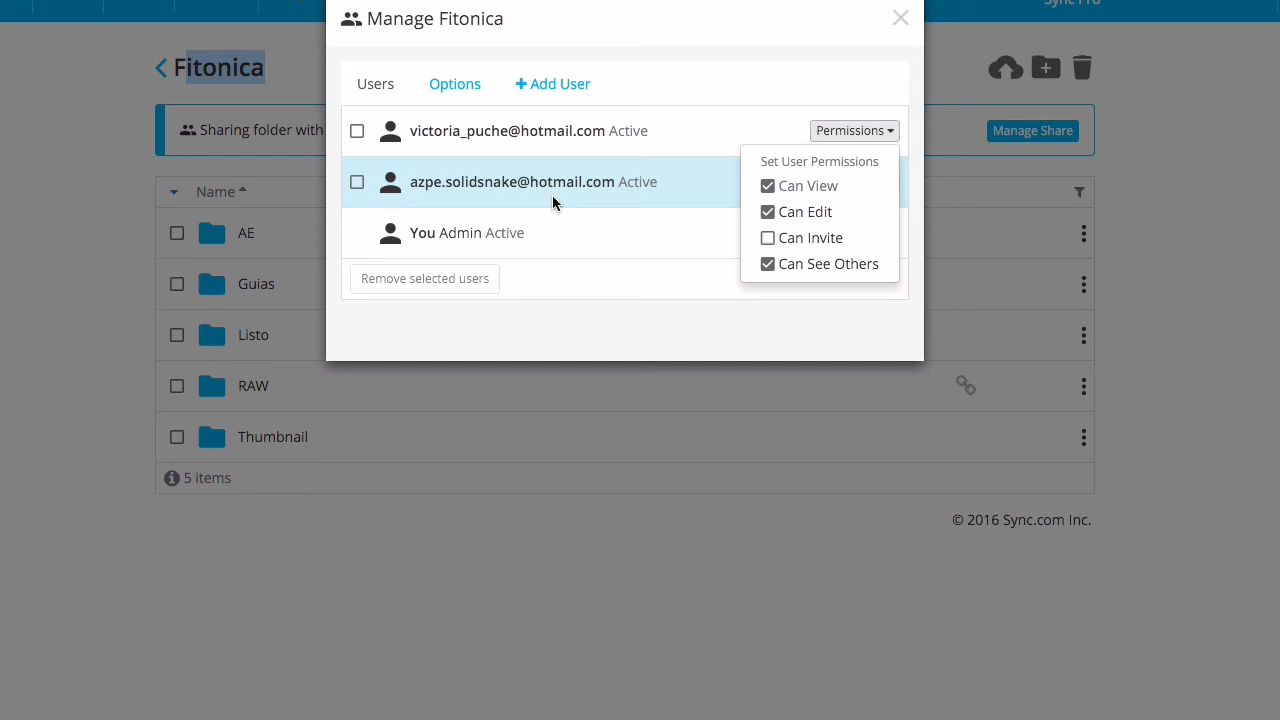 Sync Pro
Manage Fitonica
Fitonica
Users Options Add User
Sharing folder with
victoria_puche@hotmail.com Active Permissions
Manage Share
Set User Permissions
azpe.solidsnake@hotmail.com Active
Can View
Name
Can Edit
AE
You Admin Active
Can Invite
Can See Others
Remove selected users
Guias
Listo
RAW
Thumbnail
5 items
© 2016 Sync.com Inc.